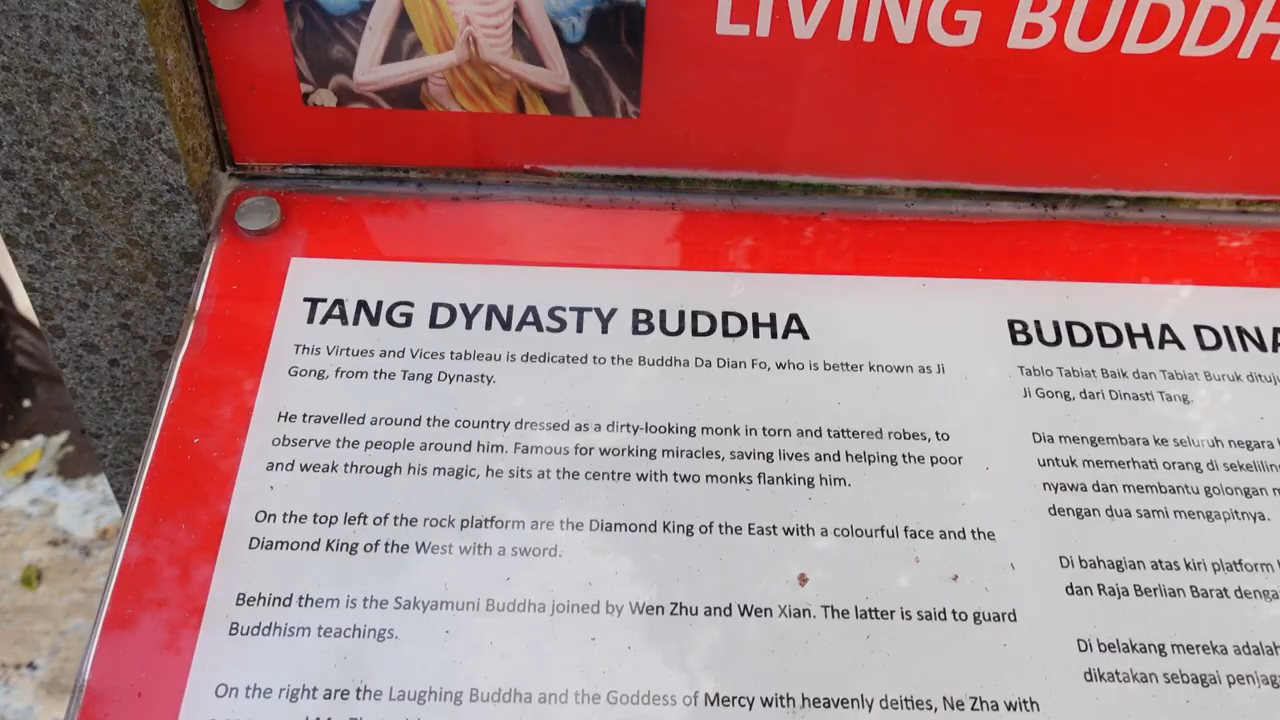 LIVING
TANG DYNASTY BUDDHA
This Virtues and Vices tableau is dedicated to the Buddha Da Dian Fo, who is better known as Ji
Gong, from the Tang Dynasty.
He travelled around the country dressed as a dirty-looking monk in torn and tattered robes, to
observe the people around him. Famous for working miracles, saving lives and helping the poor
and weak through his magic, he sits at the centre with two monks flanking him.
On the top left of the rock platform are the Diamond King of the East with a colourful face and the
Diamond King of the West with a sword.
Behind them is the Sakyamuni Buddha joined by Wen Zhu and Wen Xian. The latter is said to guard
Buddhism teachings.
On the right are the Laughing Buddha and the Goddess of Mercy with heavenly deities, Ne Zha with
BUDDHA
Tablo Tabiat Baik dan Tabiat Buruk
Ji Gong, dari Dinasti Tang.
Dia mengembara ke seluruh negara
untuk memerhati orang di
nyawa dan membantu golongan
dengan dua sami mengapitnya.
Di bahagian atas kiri platform
dan Raja Berlian Barat
Di belakang mereka adalah
dikatakan sebagai